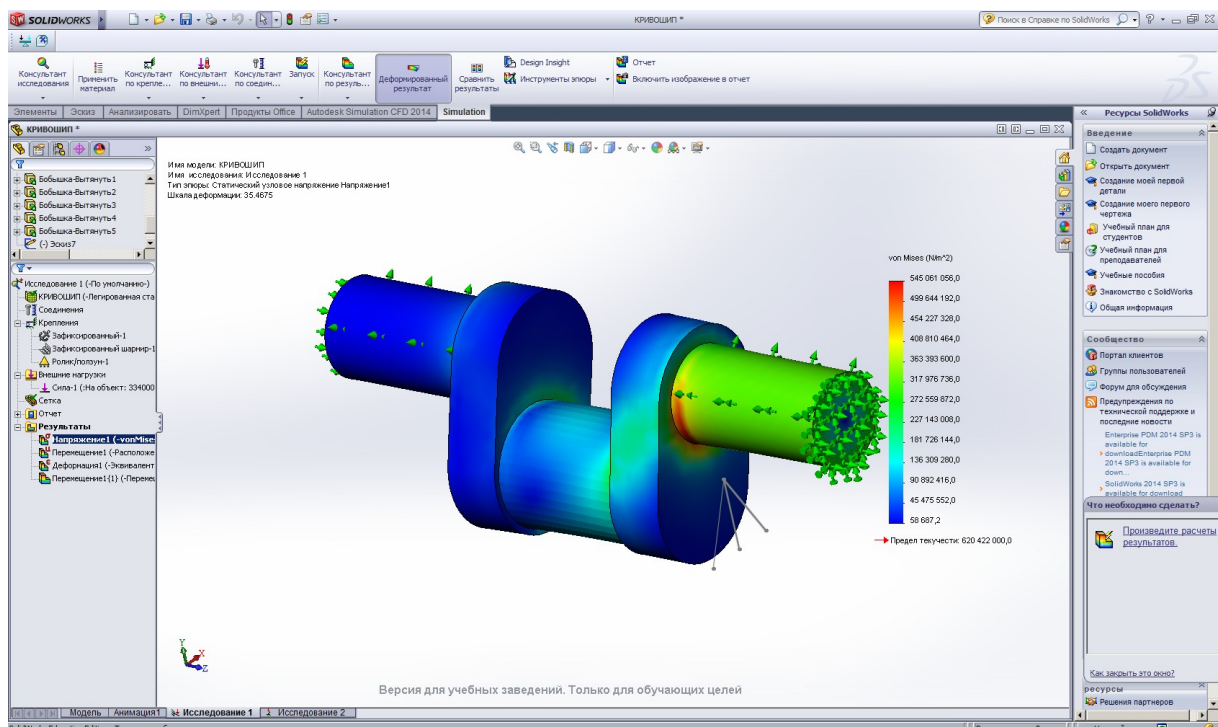 SOLIDWORKS
КРИВОШИП *
Поиск в Справке по SolidWorks
Консультант исследования
Применить материал
Консультант по крепле...
Консультант по внешни...
Консультант по соедин...
Запуск
Консультант по резуль...
Деформированный результат
Сравнить результаты
Design Insight
Инструменты эпюры
Отчет
Включить изображение в отчет
Элементы Эскиз Анализировать DimXpert Продукты Office Autodesk Simulation CFD 2014 Simulation
КРИВОШИП *
Бобышка-Вытянуть1
Бобышка-Вытянуть2
Бобышка-Вытянуть3
Бобышка-Вытянуть4
Бобышка-Вытянуть5
(-) Эскиз7
Исследование 1 (-По умолчанию-)
КРИВОШИП (-Легированная ста
Соединения
Крепления
Зафиксированный-1
Зафиксированный шарнир-1
Ролик/ползун-1
Внешние нагрузки
Сила-1 (:На объект: 334000
Сетка
Отчет
Результаты
Напряжение1 (-vonMise
Перемещение1 (-Расположе
Деформация1 (-Эквивалент
Перемещение1{1} (-Перемещ
Имя модели: КРИВОШИП
Имя исследования: Исследование 1
Тип эпюры: Статический узловое напряжение Напряжение1
Шкала деформации: 35.4675
von Mises (N/m^2)
545 061 056,0
499 644 192,0
454 227 328,0
408 810 464,0
363 393 600,0
317 976 736,0
272 559 872,0
227 143 008,0
181 726 144,0
136 309 280,0
90 892 416,0
45 475 552,0
58 687,2
Предел текучести: 620 422 000,0
Y
X
Z
Версия для учебных заведений. Только для обучающих целей
Модель Анимация1 Исследование 1 Исследование 2
Ресурсы SolidWorks
Введение
Создать документ
Открыть документ
Создание моей первой
детали
Создание моего первого
чертежа
Учебный план для
студентов
Учебный план для
преподавателей
Учебные пособия
Знакомство с SolidWorks
Общая информация
Сообщество
Портал клиентов
Группы пользователей
Форум для обсуждения
Предупреждения по
технической поддержке и
последние новости
Enterprise PDM 2014 SP3 is
available for
downloadEnterprise PDM
2014 SP3 is available for
down...
SolidWorks 2014 SP3 is
available for download
Что необходимо сделать?
Произведите расчеты
результатов.
Как закрыть это окно?
ресурсы
Решения партнеров